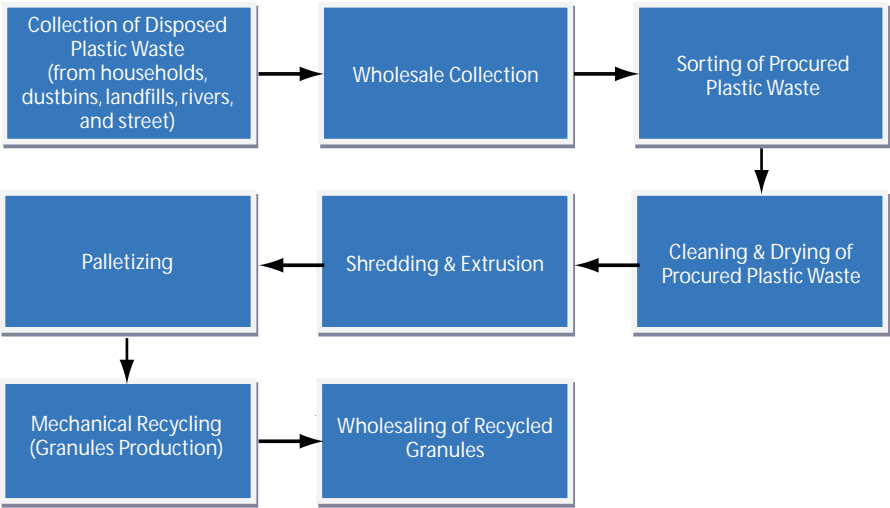 Collection of Disposed
Plastic Waste
(from households,
dustbins, landfills, rivers,
and street)
Wholesale Collection
Sorting of Procured
Plastic Waste
Cleaning & Drying of
Procured Plastic Waste
Shredding & Extrusion
Palletizing
Mechanical Recycling
(Granules Production)
Wholesaling of Recycled
Granules